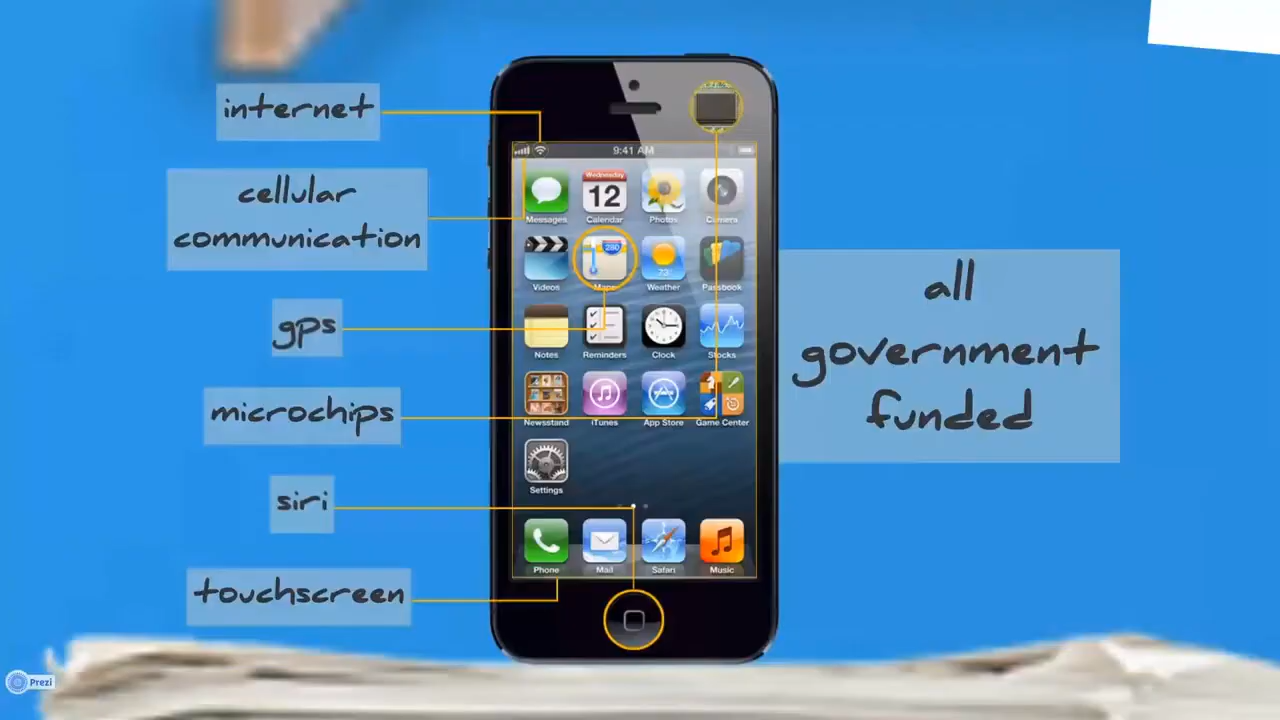 internet
cellular
communication
gps
microchips
siri
touchscreen
all
government
funded
9:41 AM
Wednesday
12
Messages
Calendar
Photos
Camera
280
73°
Videos
Maps
Weather
Passbook
Notes
Reminders
Clock
Stocks
Newsstand
iTunes
App Store
Game Center
Settings
Phone
Mail
Safari
Music
Prezi